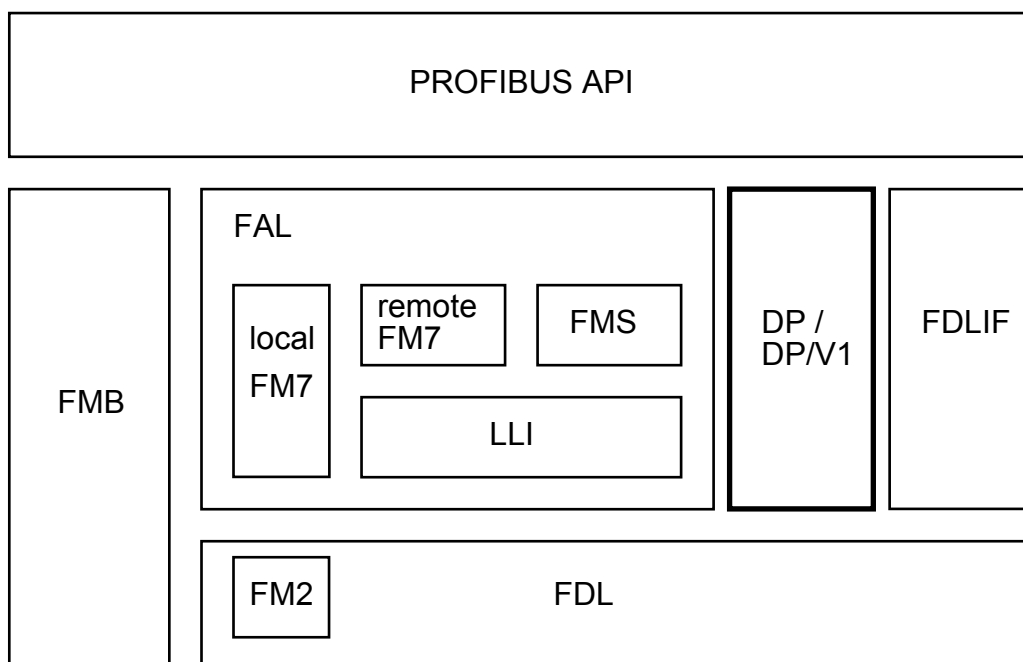 PROFIBUS API
FMB
FAL
local
FM7
remote
FM7
FMS
LLI
DP /
DP/V1
FDLIF
FM2
FDL